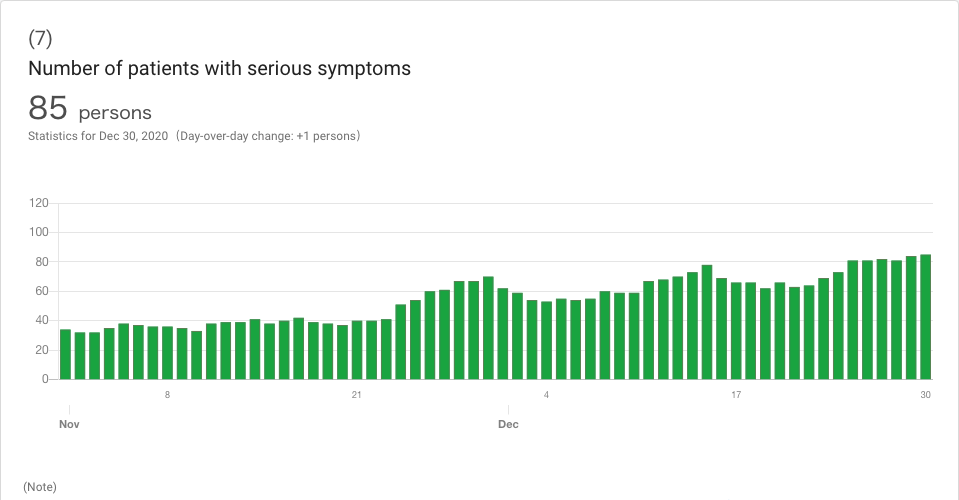 (7)
Number of patients with serious symptoms
85 persons
Statistics for Dec 30, 2020（Day-over-day change: +1 persons）
120
100
80
60
40
20
0
8 21 4 17 30
Nov Dec
(Note)